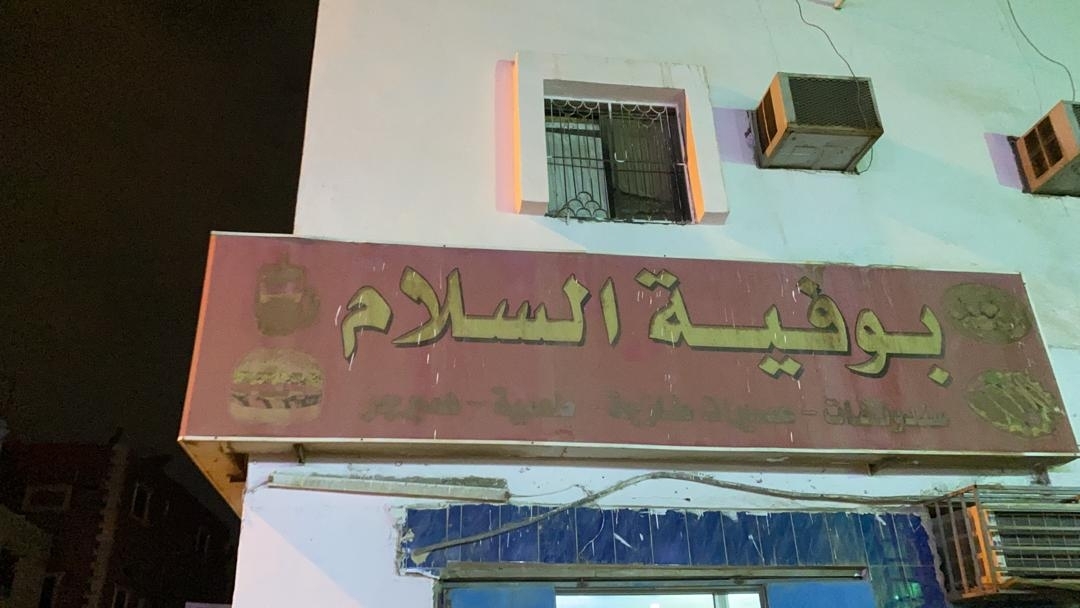 بوفية السلام
سندوتشات - عصيرات طازجة - طعمية - همبرجر